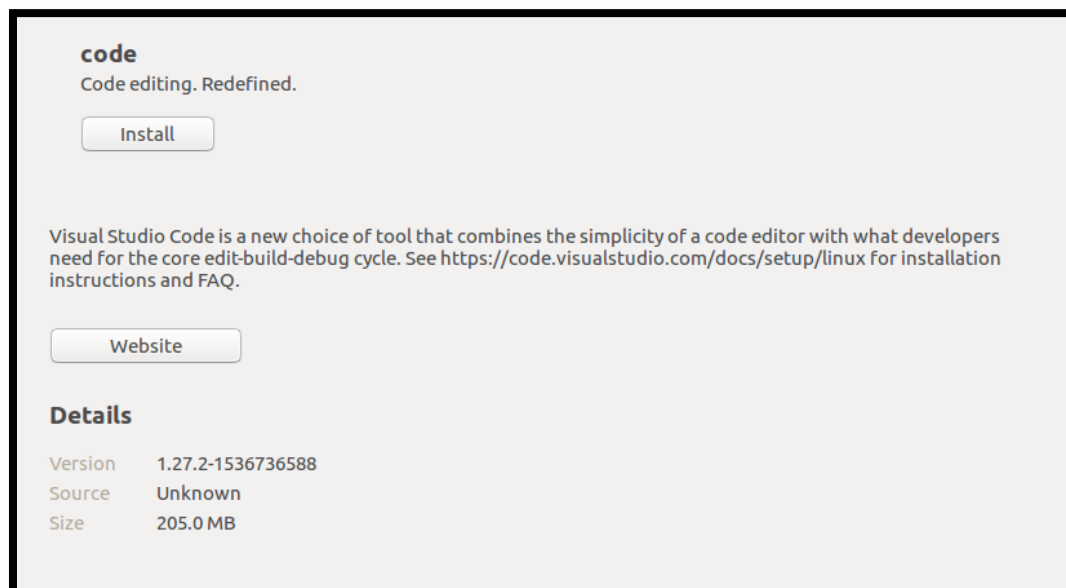 code
Code editing. Redefined.
Install
Visual Studio Code is a new choice of tool that combines the simplicity of a code editor with what developers
need for the core edit-build-debug cycle. See https://code.visualstudio.com/docs/setup/linux for installation
instructions and FAQ.
Website
Details
Version 1.27.2-1536736588
Source Unknown
Size 205.0 MB